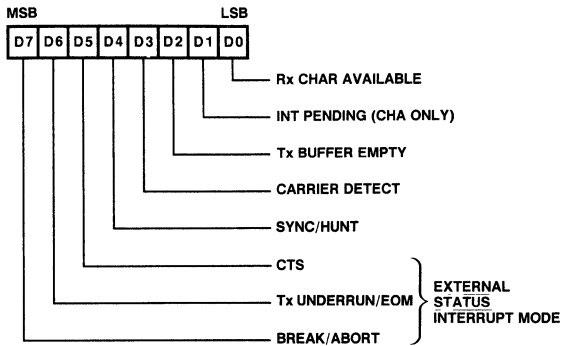 MSB LSB
D7 D6 D5 D4 D3 D2 D1 D0
Rx CHAR AVAILABLE
INT PENDING (CHA ONLY)
Tx BUFFER EMPTY
CARRIER DETECT
SYNC/HUNT
CTS
Tx UNDERRUN/EOM
BREAK/ABORT
EXTERNAL
STATUS
INTERRUPT MODE